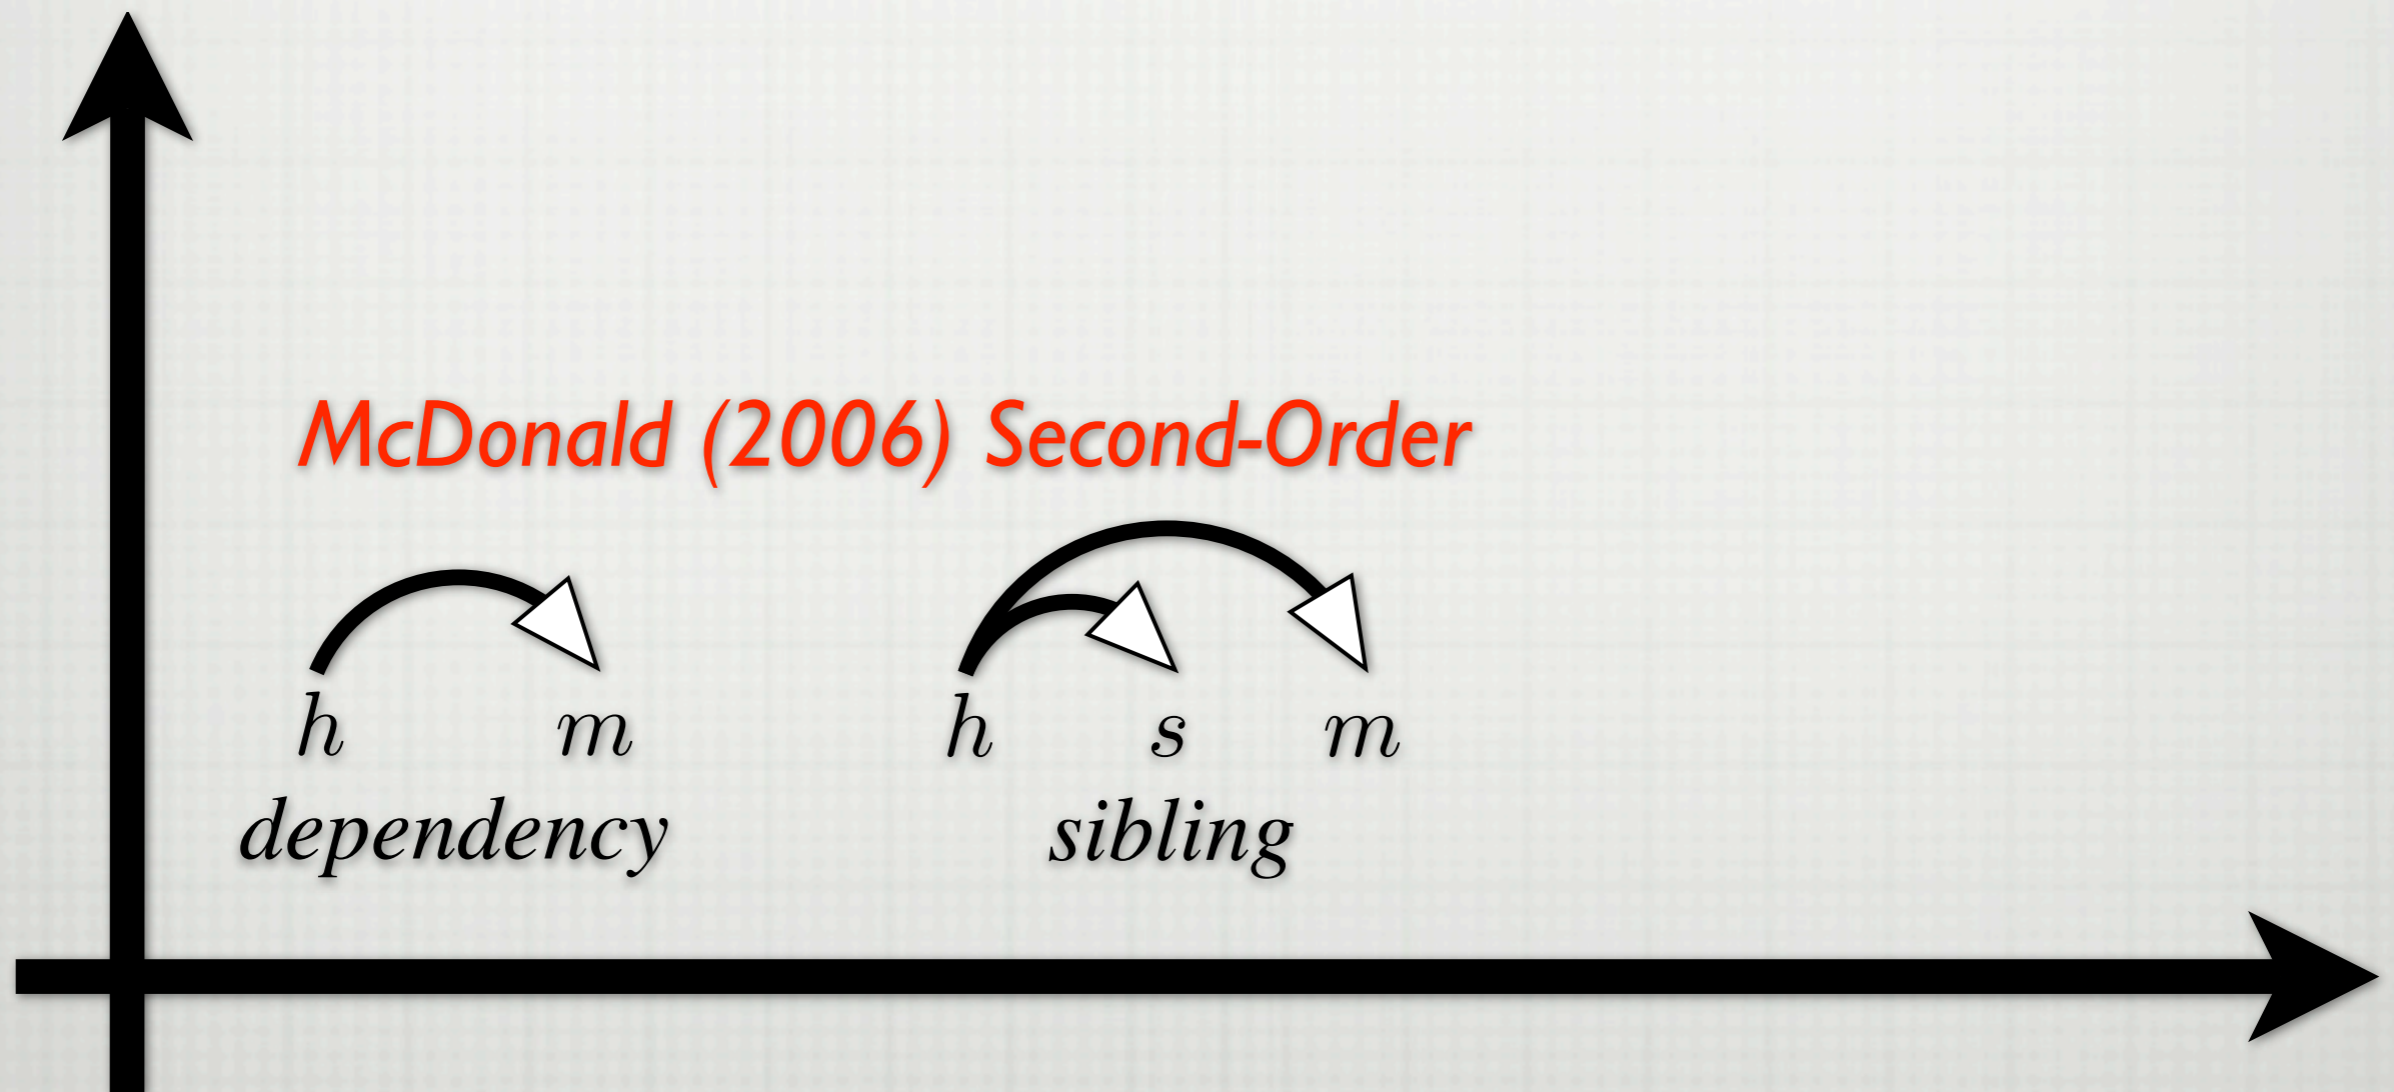 McDonald (2006) Second-Order
h m h s m
dependency sibling